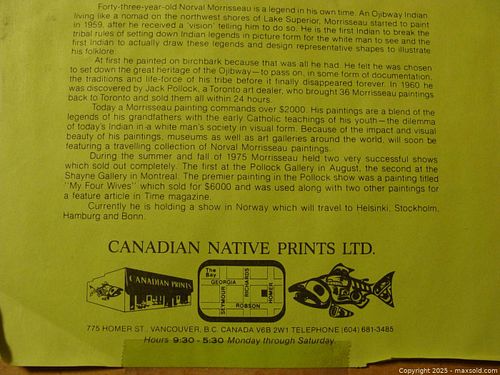 Forty-three-year-old Norval Morrisseau is a legend in his own time. An Ojibway Indian
living like a nomad on the northwest shores of Lake Superior, Morrisseau started to paint
in 1959, after he received a 'vision' telling him to do so. He is the first Indian to break the
tribal rules of setting down Indian legends in picture form for the white man to see and the
first Indian to actually draw these legends and design representative shapes to illustrate
his folklore.
At first he painted on birchbark because that was all he had. He felt he was chosen
to set down the great heritage of the Ojibway—to pass on, in some form of documentation,
the traditions and life-force of his tribe before it finally disappeared forever. In 1960 he
was discovered by Jack Pollock, a Toronto art dealer, who brought 36 Morrisseau paintings
back to Toronto and sold them all within 24 hours.
Today a Morrisseau painting commands over $2000. His paintings are a blend of the
legends of his grandfathers with the early Catholic teachings of his youth—the dilemma
of today's Indian in a white man's society in visual form. Because of the impact and visual
beauty of his paintings, museums as well as art galleries around the world, will soon be
featuring a travelling collection of Norval Morrisseau paintings.
During the summer and fall of 1975 Morrisseau held two very successful shows
which sold out completely. The first at the Pollock Gallery in August, the second at the
Shayne Gallery in Montreal. The premier painting in the Pollock show was a painting titled
"My Four Wives" which sold for $6000 and was used along with two other paintings for
a feature article in Time magazine.
Currently he is holding a show in Norway which will travel to Helsinki, Stockholm,
Hamburg and Bonn.
CANADIAN NATIVE PRINTS LTD.
CANADIAN PRINTS
The
Bay
GEORGIA
SEYMOUR
RICHARDS
HOMER
ROBSON
775 HOMER ST., VANCOUVER, B.C. CANADA V6B 2W1 TELEPHONE (604) 681-3485
Hours 9:30 - 5:30 Monday through Saturday
Copyright © 2025 - maxsold.com